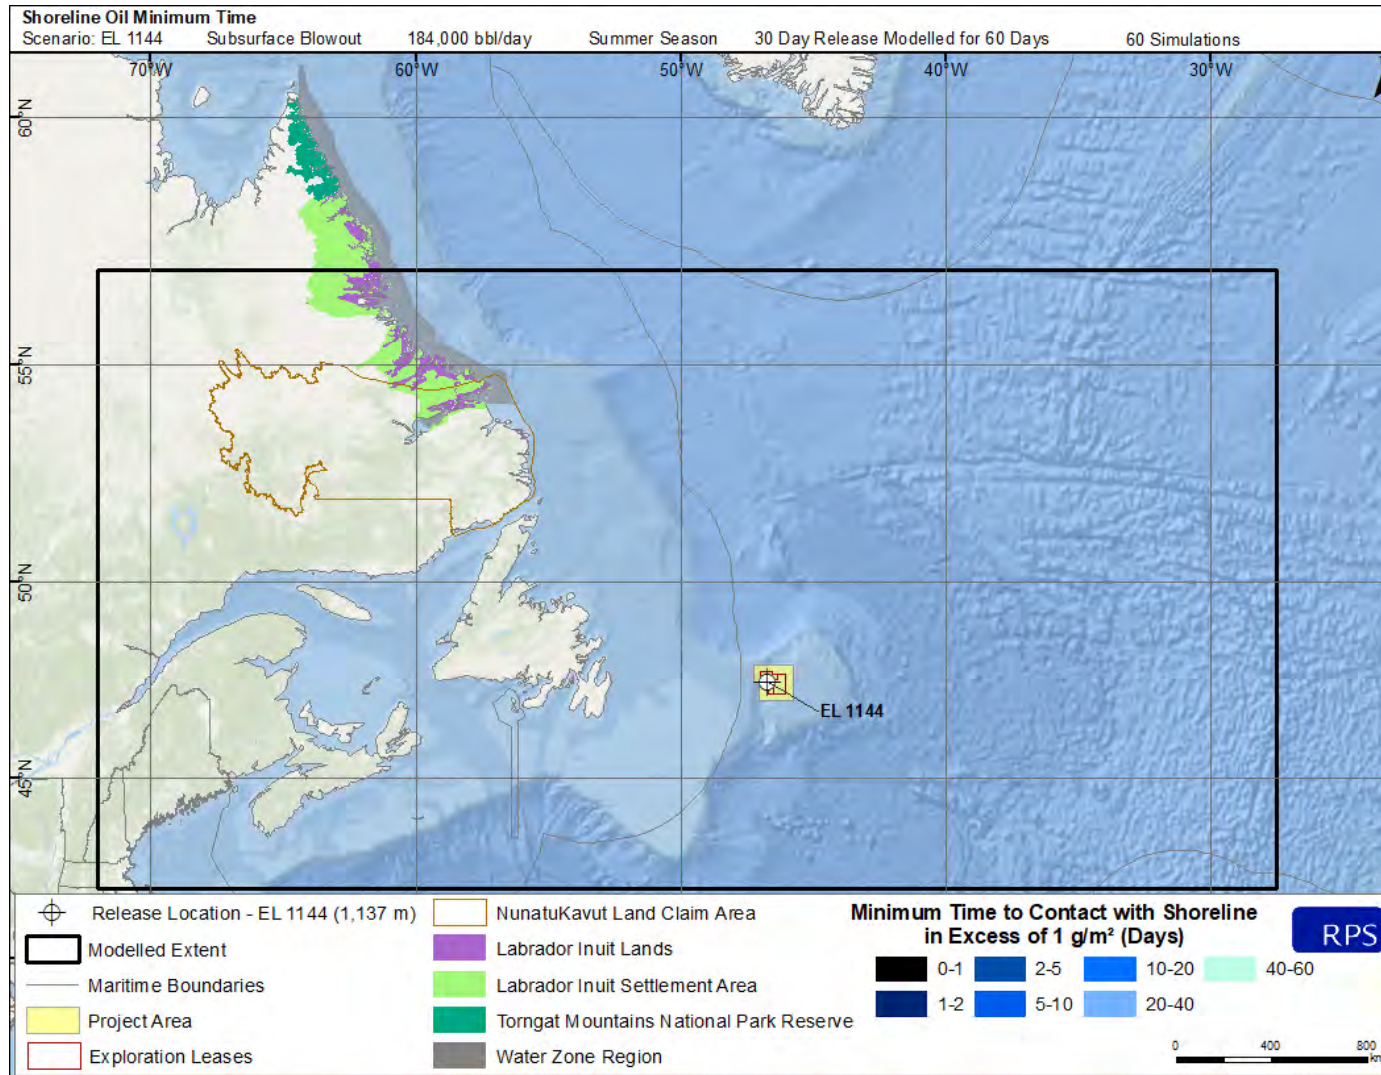 Shoreline Oil Minimum Time
Scenario: EL 1144 Subsurface Blowout 184,000 bbl/day Summer Season 30 Day Release Modelled for 60 Days 60 Simulations
70°W 60°W 50°W 40°W 30°W
60°N
55°N
50°N
45°N
EL 1144
Release Location - EL 1144 (1,137 m)
Modelled Extent
Maritime Boundaries
Project Area
Exploration Leases
NunatuKavut Land Claim Area
Labrador Inuit Lands
Labrador Inuit Settlement Area
Torngat Mountains National Park Reserve
Water Zone Region
Minimum Time to Contact with Shoreline
in Excess of 1 g/m² (Days)
0-1 2-5 10-20 40-60
1-2 5-10 20-40
RPS
0 400 800
km